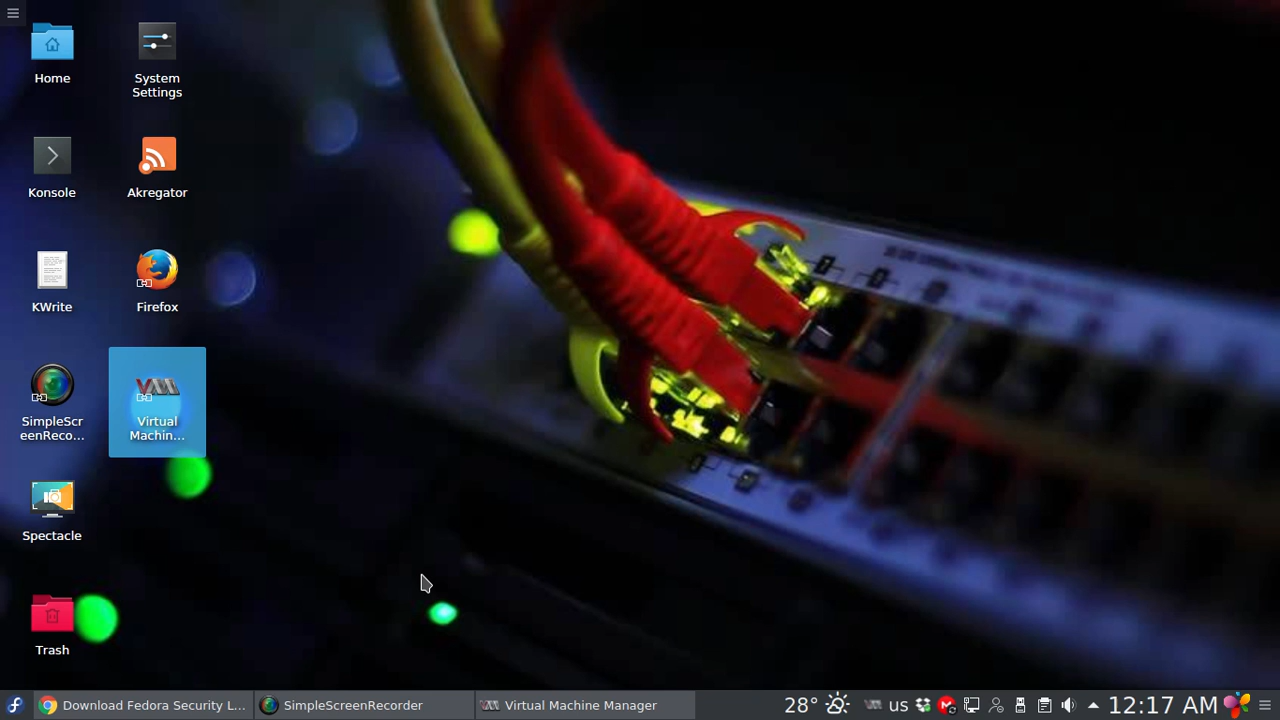 Home
System
Settings
Konsole
Akregator
KWrite
Firefox
SimpleScr
eenReco...
Virtual
Machin...
Spectacle
Trash
Download Fedora Security L...
SimpleScreenRecorder
Virtual Machine Manager
28°
us
12:17 AM